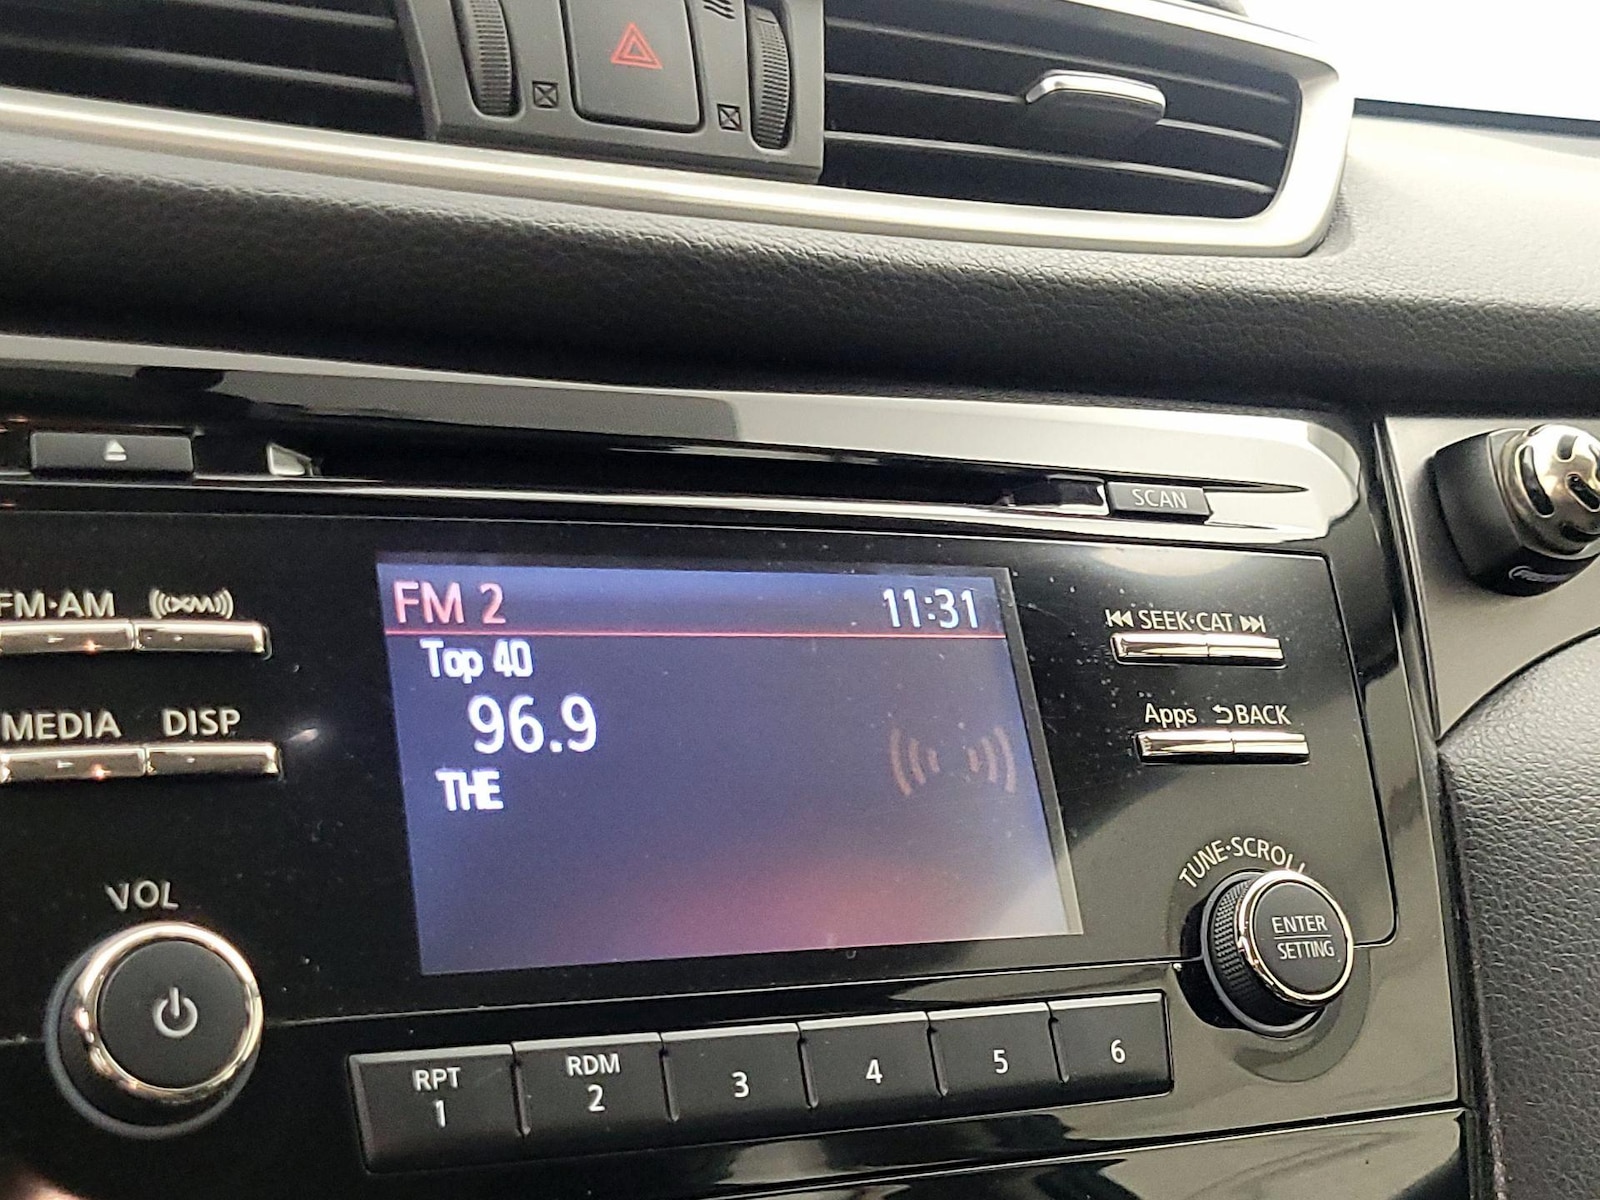 SCAN
FM·AM
XM
SEEK·CAT
MEDIA
DISP
Apps
BACK
FM 2
11:31
Top 40
96.9
THE
VOL
TUNE·SCROLL
ENTER
SETTING
RPT
1
RDM
2
3
4
5
6